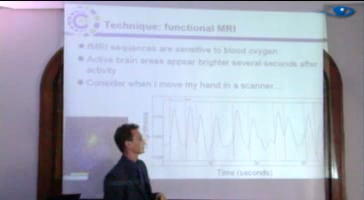 Technique: functional MRI
fMRI sequences are sensitive to blood oxygen
Active brain areas appear brighter several seconds after
activity
Consider when I move my hand in a scanner...
Time (seconds)